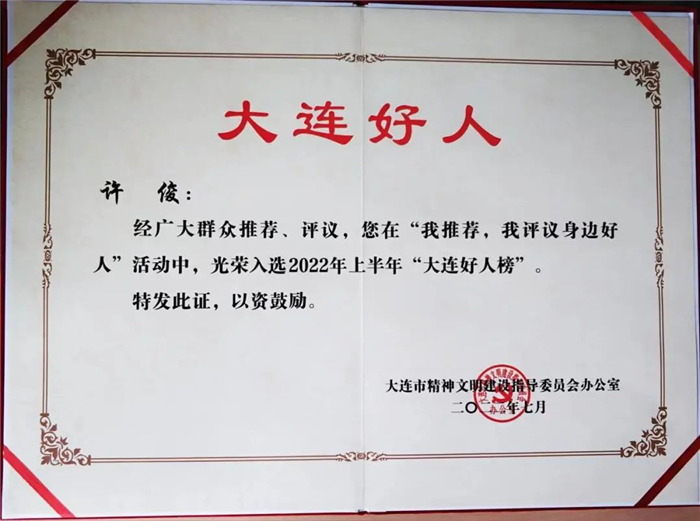 大连好人
许 俊：
经广大群众推荐、评议，您在“我推荐，我评议身边好
人”活动中，光荣入选2022年上半年“大连好人榜”。
特发此证，以资鼓励。
大连市精神文明建设指导委员会办公室
二〇二二年七月
办公室